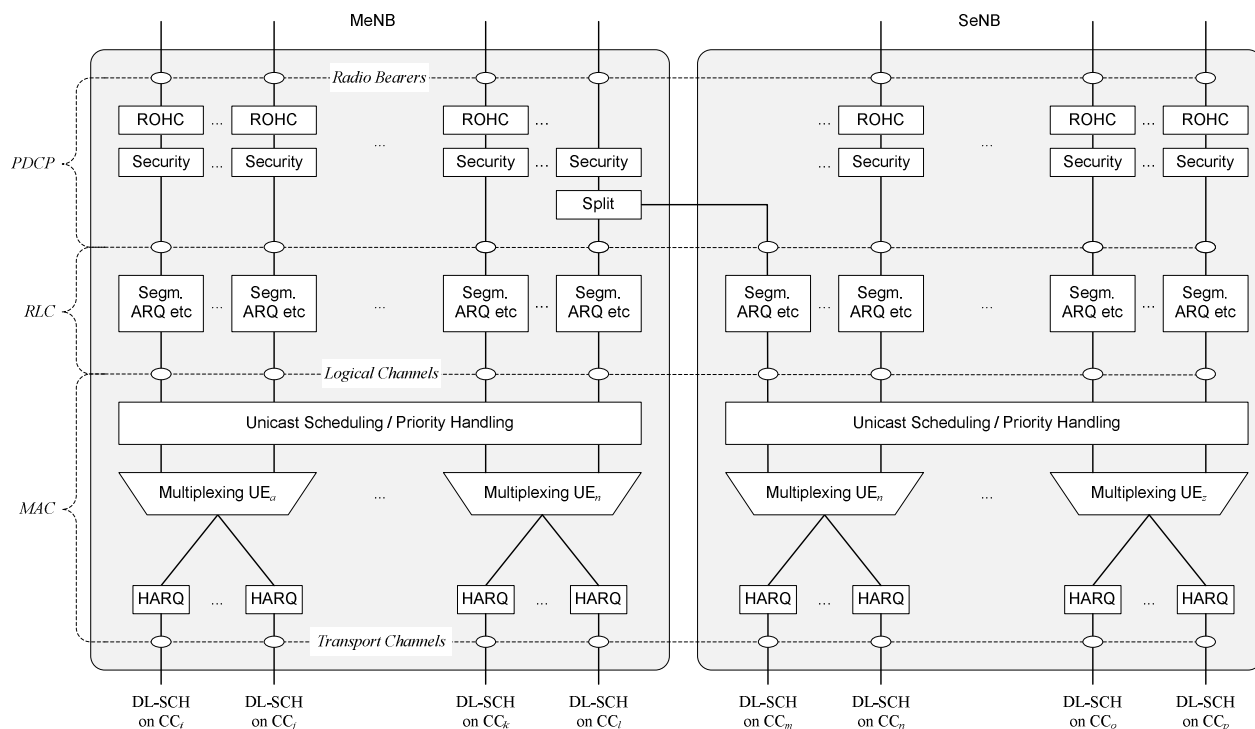 MeNB SeNB
Radio Bearers
ROHC ... ROHC ROHC ... ... ROHC ROHC ... ROHC
... ...
PDCP
Security ... Security Security ... Security ... Security Security ... Security
Split
Segm. Segm. Segm. Segm. Segm. Segm. Segm. Segm.
RLC
ARQ etc ... ARQ etc ... ARQ etc ... ARQ etc ARQ etc ... ARQ etc ... ARQ etc ... ARQ etc
Logical Channels
Unicast Scheduling / Priority Handling Unicast Scheduling / Priority Handling
Multiplexing UEa ... Multiplexing UEn Multiplexing UEn ... Multiplexing UEz
MAC
HARQ ... HARQ HARQ ... HARQ HARQ ... HARQ HARQ ... HARQ
Transport Channels
DL-SCH DL-SCH DL-SCH DL-SCH DL-SCH DL-SCH DL-SCH DL-SCH
on CCi on CCj on CCk on CCl on CCm on CCn on CCo on CCp